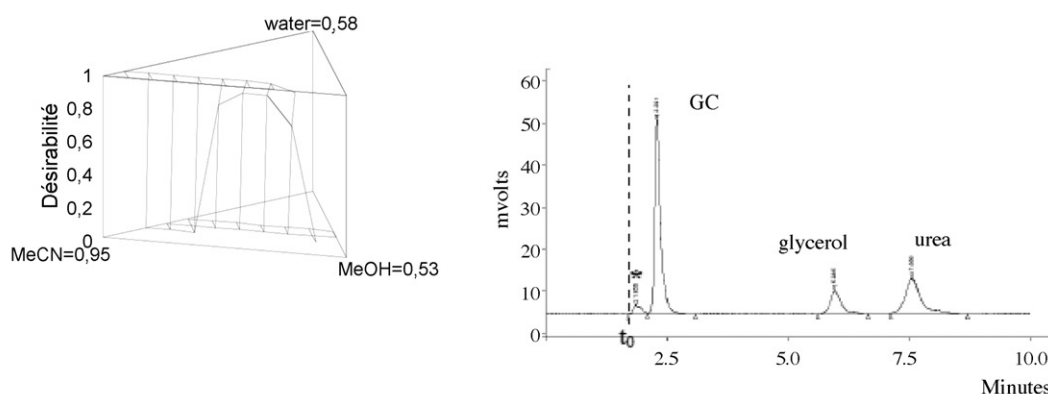 water=0,58
1
0,8
0,6
0,4
0,2
0
Désirabilité
MeCN=0,95
MeOH=0,53
60
50
40
30
20
10
0
mvolts
GC
glycerol
urea
*
t0
2.5
5.0
7.5
10.0
Minutes